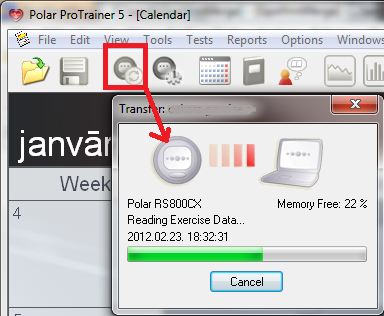 Polar ProTrainer 5 - [Calendar]
File Edit View Tools Tests Reports Options Windows
Transfer:
janvār
Week
4
5
Polar RS800CX Memory Free: 22 %
Reading Exercise Data...
2012.02.23. 18:32:31
Cancel